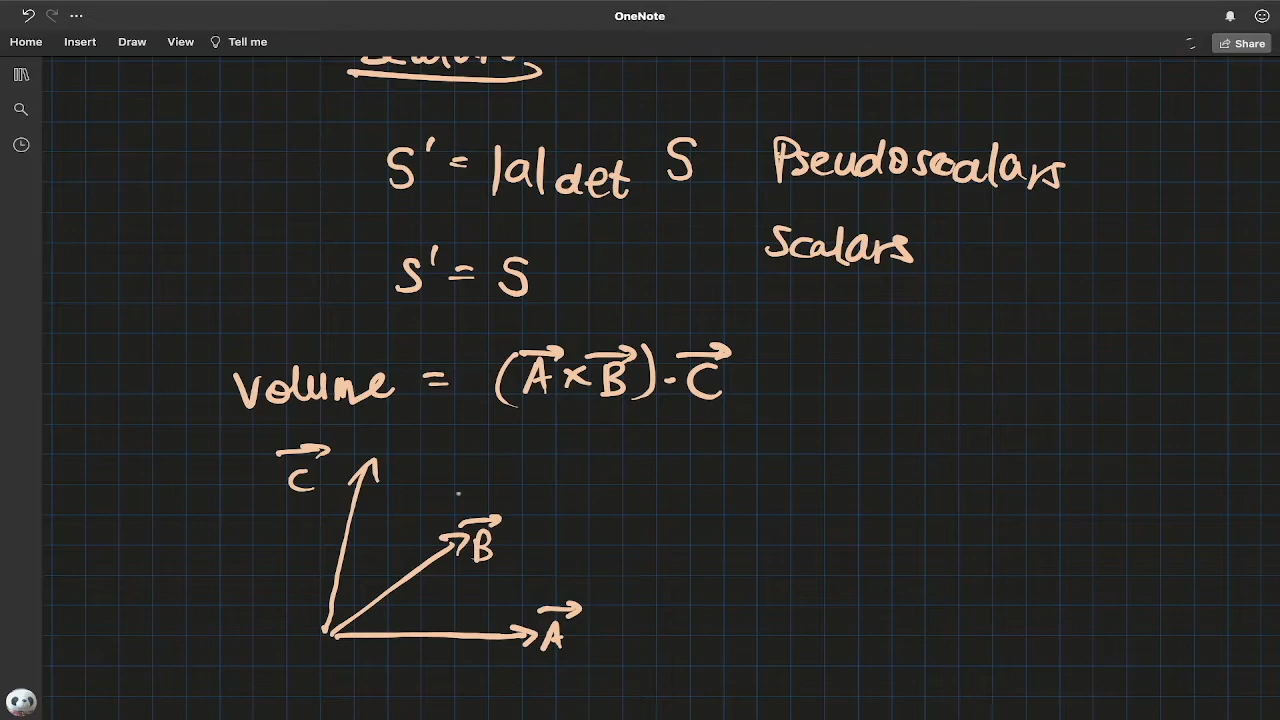 OneNote
Home Insert Draw View Tell me
Share
S' = |a|det S Pseudoscalars
S' = S scalars
volume = (A⃗ × B⃗) · C⃗
C⃗
B⃗
A⃗